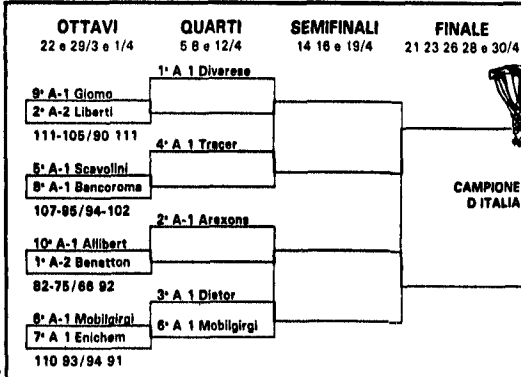 OTTAVI
22 e 29/3 e 1/4
9ª A-1 Giomo
2ª A-2 Liberti
111-105/90 111
5ª A-1 Scavolini
8ª A-1 Bancoroma
107-95/94-102
10ª A-1 Allibert
1ª A-2 Benetton
82-75/66 92
6ª A-1 Mobilgirgi
7ª A 1 Enichem
110 93/94 91
QUARTI
5 8 e 12/4
1ª A 1 Divarese
4ª A 1 Tracer
2ª A-1 Arexons
3ª A 1 Dietor
6ª A 1 Mobilgirgi
SEMIFINALI
14 16 e 19/4
FINALE
21 23 26 28 e 30/4
CAMPIONE
D ITALIA